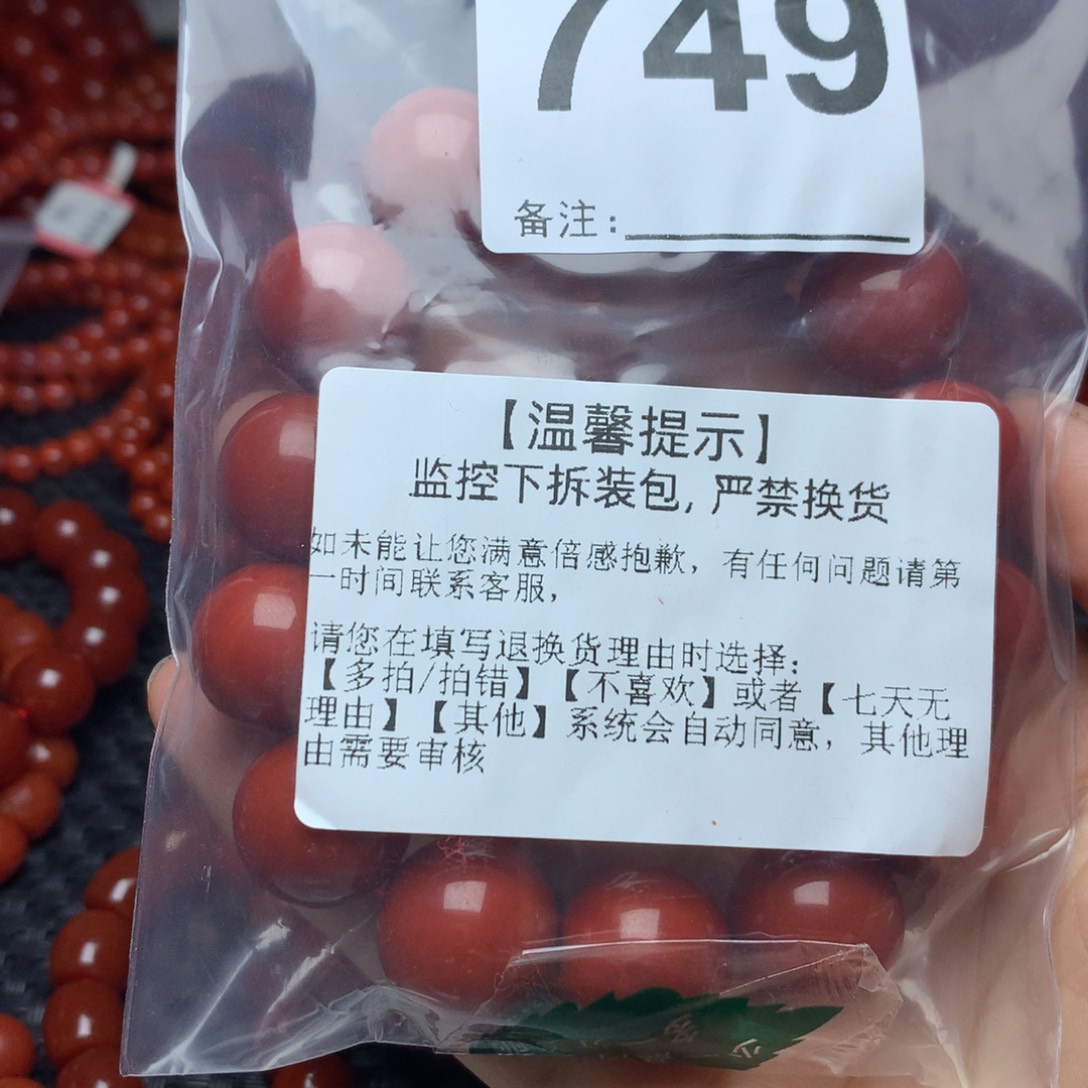 749
备注：
【温馨提示】
监控下拆装包，严禁换货
如未能让您满意倍感抱歉，有任何问题请第
一时间联系客服，
请您在填写退换货理由时选择：
【多拍/拍错】【不喜欢】或者【七天无
理由】【其他】系统会自动同意，其他理
由需要审核